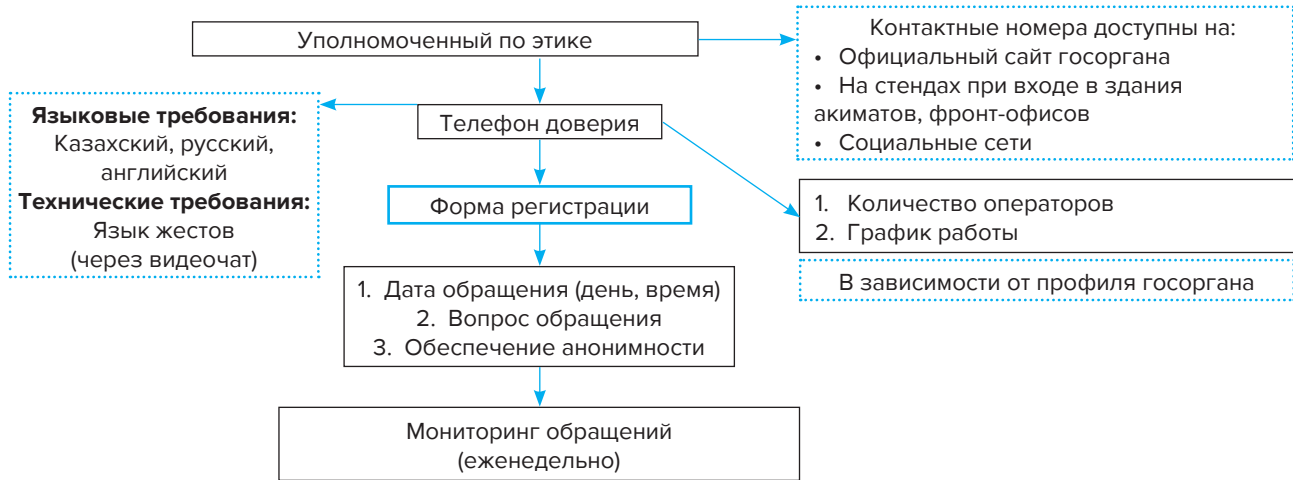 Уполномоченный по этике
Контактные номера доступны на:
• Официальный сайт госоргана
• На стендах при входе в здания
акиматов, фронт-офисов
• Социальные сети
Языковые требования:
Казахский, русский,
английский
Технические требования:
Язык жестов
(через видеочат)
Телефон доверия
1. Количество операторов
2. График работы
В зависимости от профиля госоргана
Форма регистрации
1. Дата обращения (день, время)
2. Вопрос обращения
3. Обеспечение анонимности
Мониторинг обращений
(еженедельно)